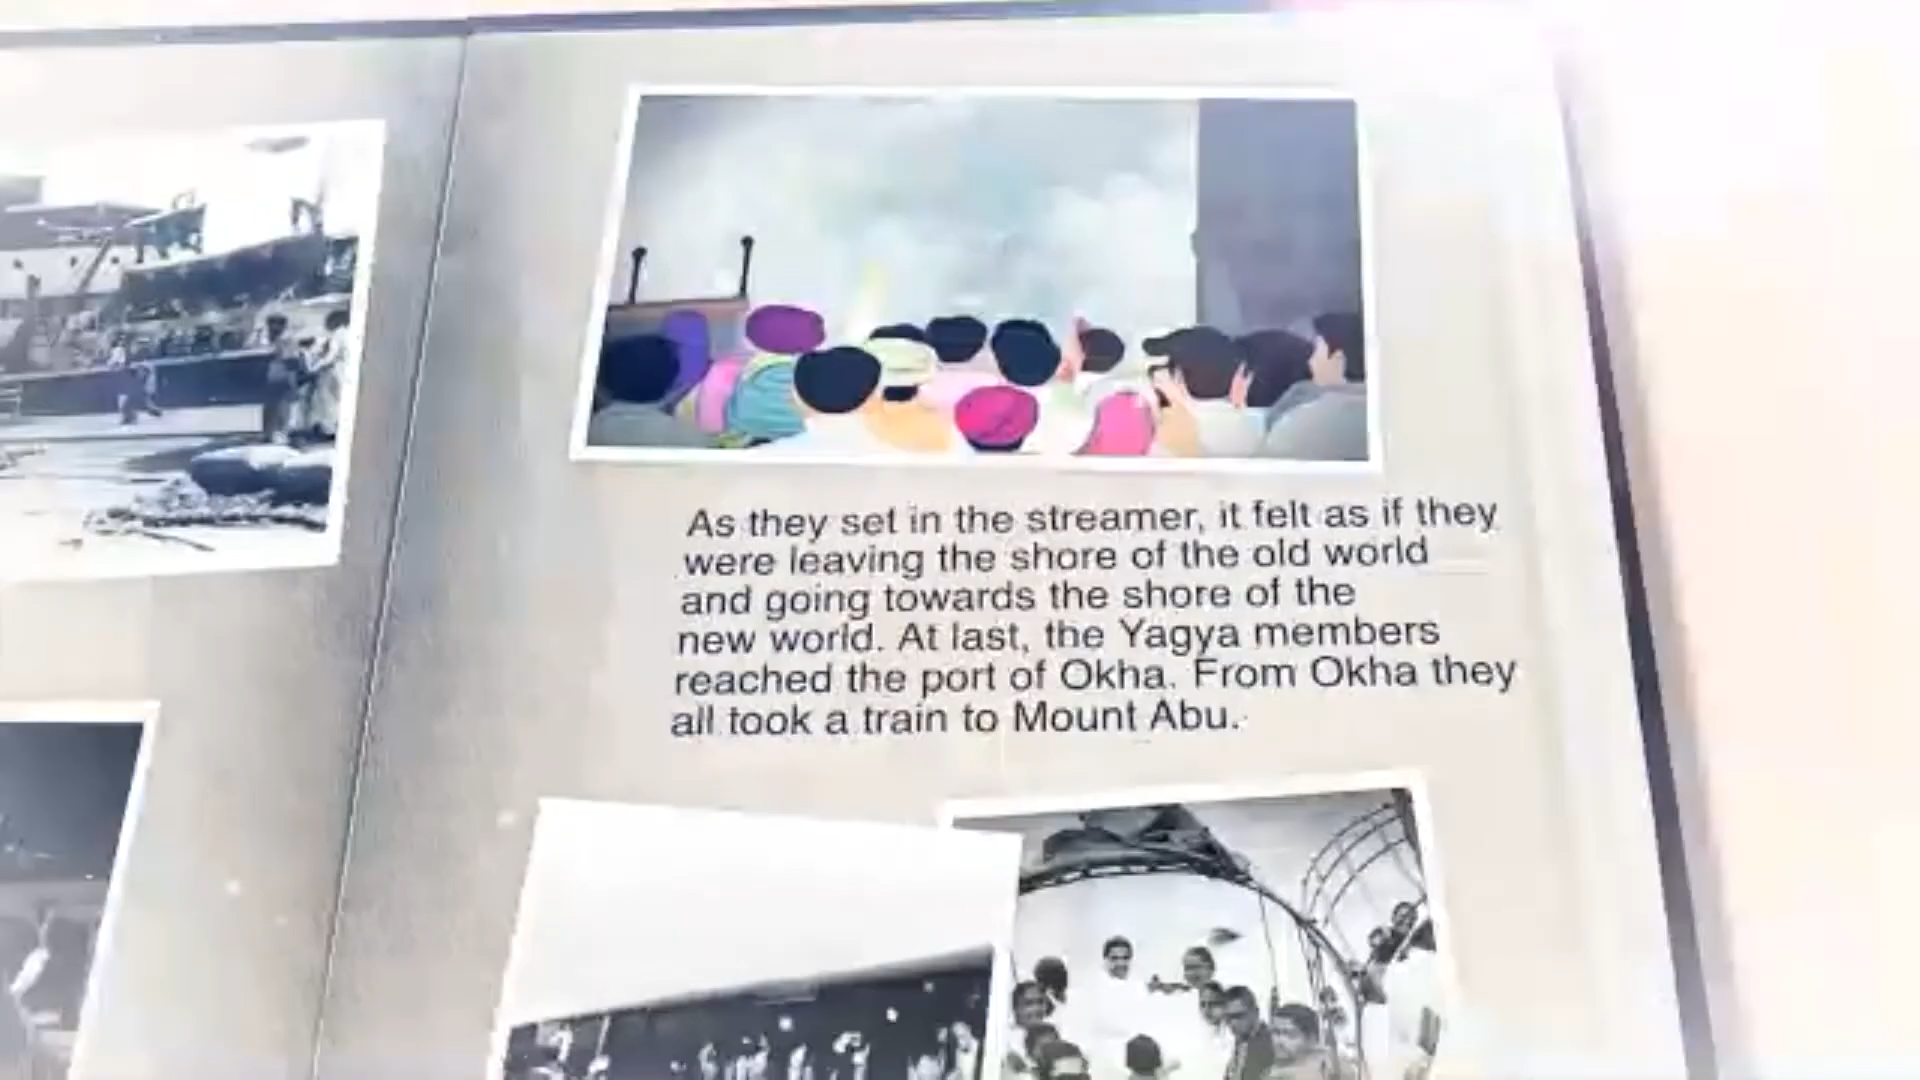 As they set in the streamer, it felt as if they
were leaving the shore of the old world
and going towards the shore of the
new world. At last, the Yagya members
reached the port of Okha. From Okha they
all took a train to Mount Abu.